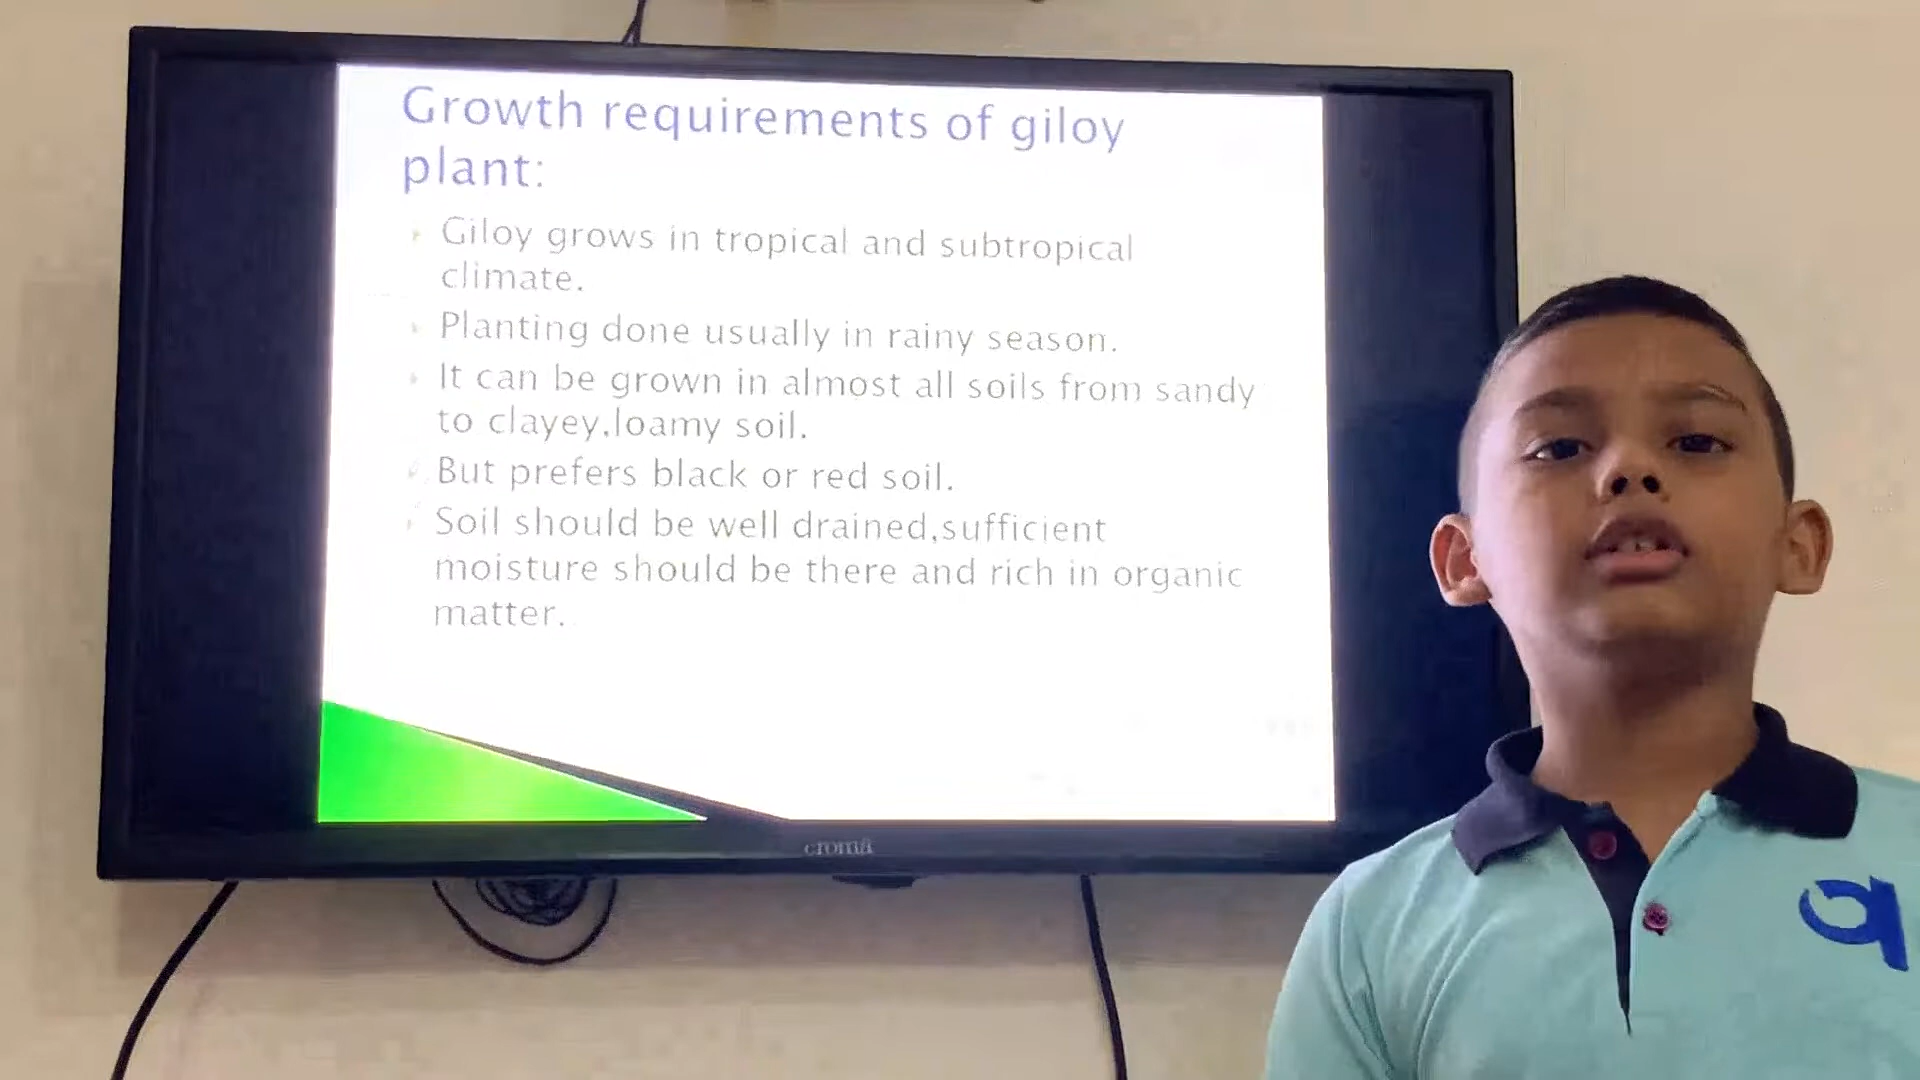 Growth requirements of giloy
plant:
Giloy grows in tropical and subtropical
climate.
Planting done usually in rainy season.
It can be grown in almost all soils from sandy
to clayey,loamy soil.
But prefers black or red soil.
Soil should be well drained,sufficient
moisture should be there and rich in organic
matter.
croma